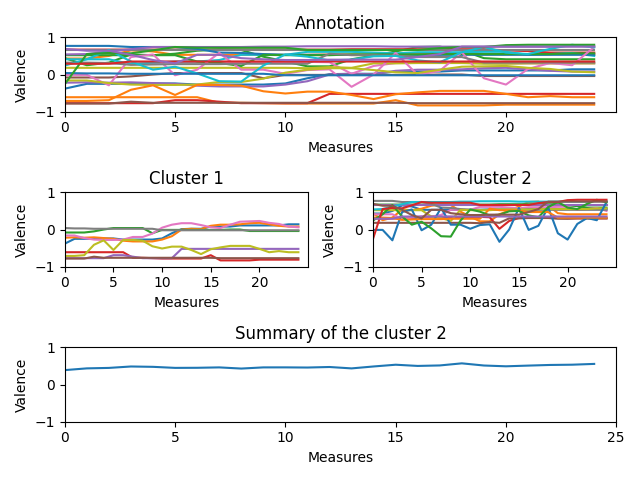 Annotation
Valence
1
0
−1
0 5 10 15 20
Measures
Cluster 1 Cluster 2
Valence
1
0
−1
0 5 10 15 20
Measures
Valence
1
0
−1
0 5 10 15 20
Measures
Summary of the cluster 2
Valence
1
0
−1
0 5 10 15 20 25
Measures